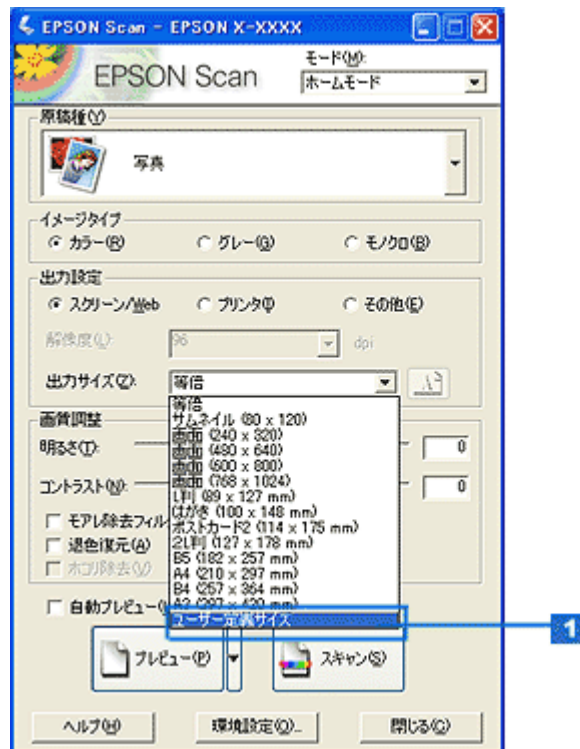 EPSON Scan - EPSON X-XXXX
EPSON Scan
モード(M):
ホームモード
原稿種(Y)
写真
イメージタイプ
カラー(R) グレー(G) モノクロ(B)
出力設定
スクリーン/Web プリンタ(I) その他(E)
解像度(L): 96 dpi
出力サイズ(Z): 等倍
等倍
サムネイル (80 x 120)
画面 (240 x 320)
画面 (480 x 640)
画面 (600 x 800)
画面 (768 x 1024)
L判 (89 x 127 mm)
はがき (100 x 148 mm)
ポストカード2 (114 x 175 mm)
2L判 (127 x 178 mm)
B5 (182 x 257 mm)
A4 (210 x 297 mm)
B4 (257 x 364 mm)
A3 (297 x 420 mm)
ユーザー定義サイズ
1
画質調整
明るさ(T): 0
コントラスト(N): 0
モアレ除去フィル
退色復元(A)
ホコリ除去(V)
自動プレビュー(
プレビュー(P) スキャン(S)
ヘルプ(H) 環境設定(O)... 閉じる(C)